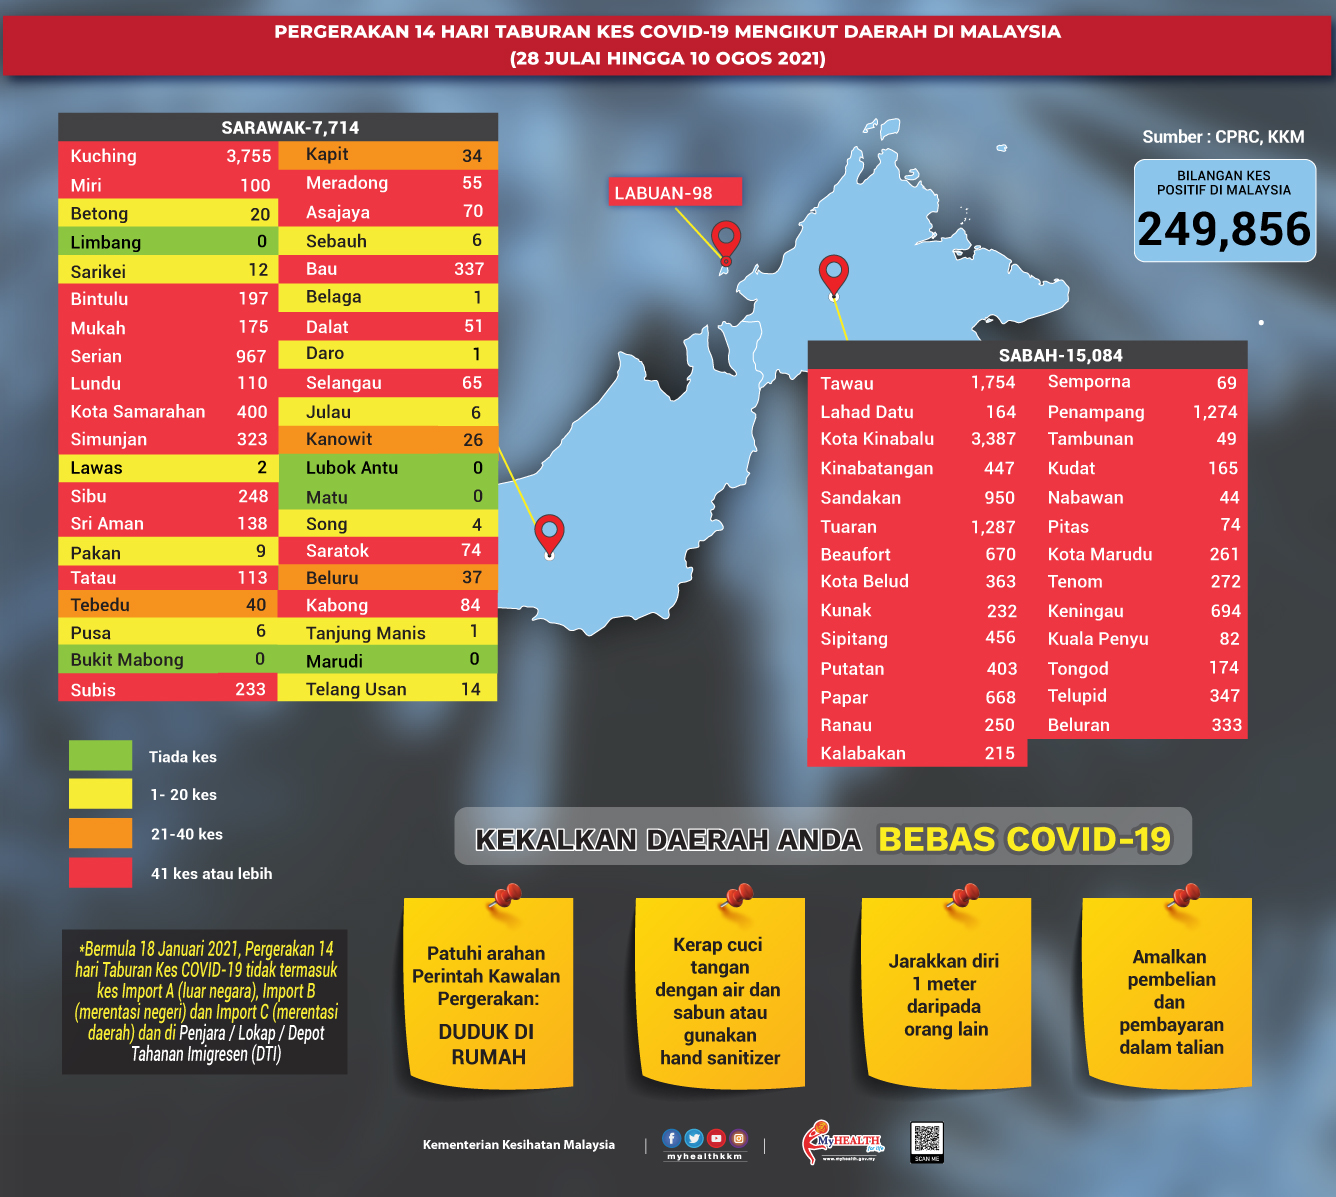 PERGERAKAN 14 HARI TABURAN KES COVID-19 MENGIKUT DAERAH DI MALAYSIA
(28 JULAI HINGGA 10 OGOS 2021)
SARAWAK-7,714
Kuching 3,755
Miri 100
Betong 20
Limbang 0
Sarikei 12
Bintulu 197
Mukah 175
Serian 967
Lundu 110
Kota Samarahan 400
Simunjan 323
Lawas 2
Sibu 248
Sri Aman 138
Pakan 9
Tatau 113
Tebedu 40
Pusa 6
Bukit Mabong 0
Subis 233
Kapit 34
Meradong 55
Asajaya 70
Sebauh 6
Bau 337
Belaga 1
Dalat 51
Daro 1
Selangau 65
Julau 6
Kanowit 26
Lubok Antu 0
Matu 0
Song 4
Saratok 74
Beluru 37
Kabong 84
Tanjung Manis 1
Marudi 0
Telang Usan 14
LABUAN-98
Sumber : CPRC, KKM
BILANGAN KES
POSITIF DI MALAYSIA
249,856
SABAH-15,084
Tawau 1,754
Lahad Datu 164
Kota Kinabalu 3,387
Kinabatangan 447
Sandakan 950
Tuaran 1,287
Beaufort 670
Kota Belud 363
Kunak 232
Sipitang 456
Putatan 403
Papar 668
Ranau 250
Kalabakan 215
Semporna 69
Penampang 1,274
Tambunan 49
Kudat 165
Nabawan 44
Pitas 74
Kota Marudu 261
Tenom 272
Keningau 694
Kuala Penyu 82
Tongod 174
Telupid 347
Beluran 333
Tiada kes
1- 20 kes
21-40 kes
41 kes atau lebih
*Bermula 18 Januari 2021, Pergerakan 14
hari Taburan Kes COVID-19 tidak termasuk
kes Import A (luar negara), Import B
(merentasi negeri) dan Import C (merentasi
daerah) dan di Penjara / Lokap / Depot
Tahanan Imigresen (DTI)
KEKALKAN DAERAH ANDA BEBAS COVID-19
Patuhi arahan
Perintah Kawalan
Pergerakan:
DUDUK DI
RUMAH
Kerap cuci
tangan
dengan air dan
sabun atau
gunakan
hand sanitizer
Jarakkan diri
1 meter
daripada
orang lain
Amalkan
pembelian
dan
pembayaran
dalam talian
Kementerian Kesihatan Malaysia
myhealthkkm
MyHEALTH
for life
www.myhealth.gov.my
SCAN ME